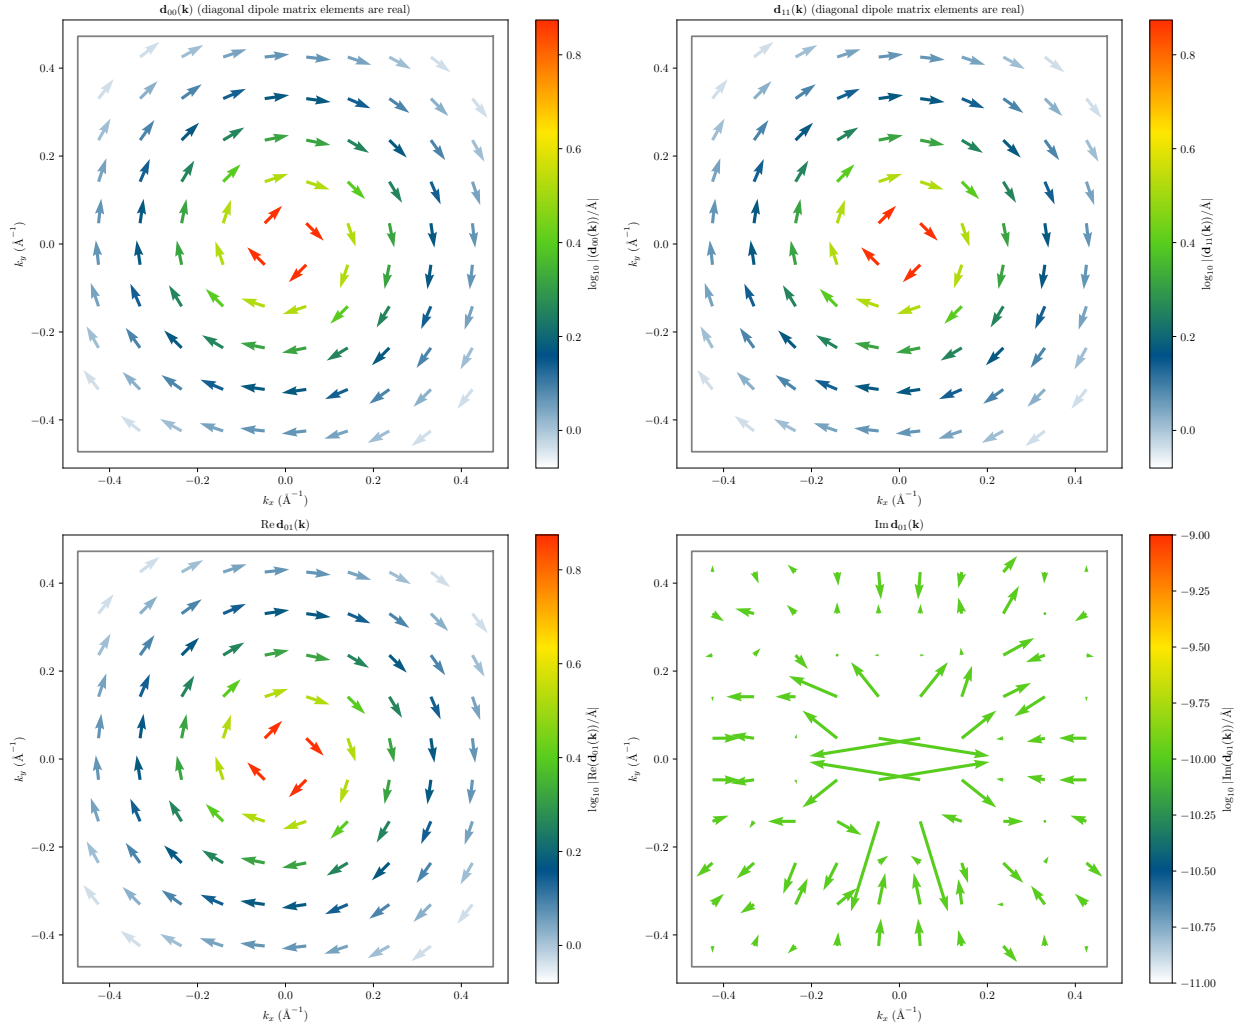 d₀₀(k) (diagonal dipole matrix elements are real)
0.4
0.2
0.0
−0.2
−0.4
k_y (Å⁻¹)
−0.4 −0.2 0.0 0.2 0.4
k_x (Å⁻¹)
0.8
0.6
0.4
0.2
0.0
log₁₀ |(d₀₀(k))/Å|
d₁₁(k) (diagonal dipole matrix elements are real)
0.4
0.2
0.0
−0.2
−0.4
k_y (Å⁻¹)
−0.4 −0.2 0.0 0.2 0.4
k_x (Å⁻¹)
0.8
0.6
0.4
0.2
0.0
log₁₀ |(d₁₁(k))/Å|
Re d₀₁(k)
0.4
0.2
0.0
−0.2
−0.4
k_y (Å⁻¹)
−0.4 −0.2 0.0 0.2 0.4
k_x (Å⁻¹)
0.8
0.6
0.4
0.2
0.0
log₁₀ |Re(d₀₁(k))/Å|
Im d₀₁(k)
0.4
0.2
0.0
−0.2
−0.4
k_y (Å⁻¹)
−0.4 −0.2 0.0 0.2 0.4
k_x (Å⁻¹)
−9.00
−9.25
−9.50
−9.75
−10.00
−10.25
−10.50
−10.75
−11.00
log₁₀ |Im(d₀₁(k))/Å|